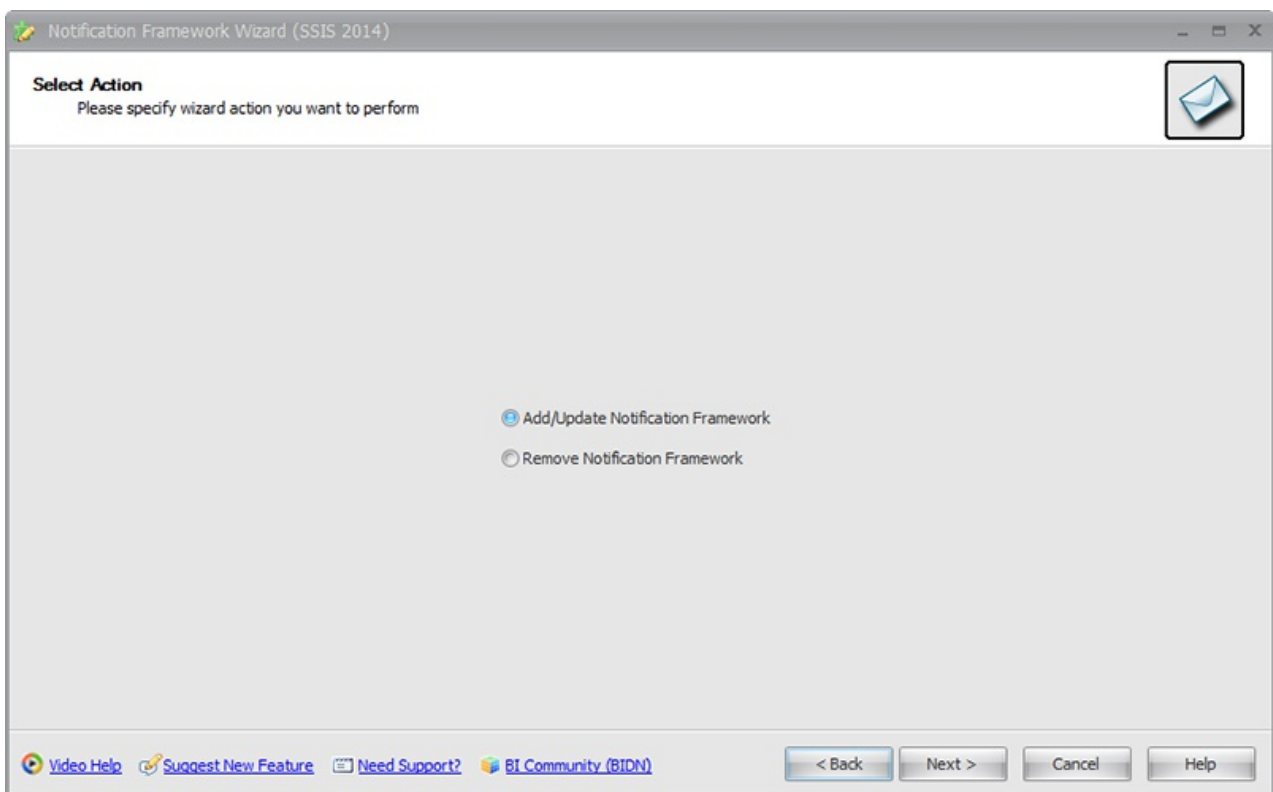 Notification Framework Wizard (SSIS 2014)
Select Action
Please specify wizard action you want to perform
Add/Update Notification Framework
Remove Notification Framework
Video Help Suggest New Feature Need Support? BI Community (BIDN) < Back Next > Cancel Help